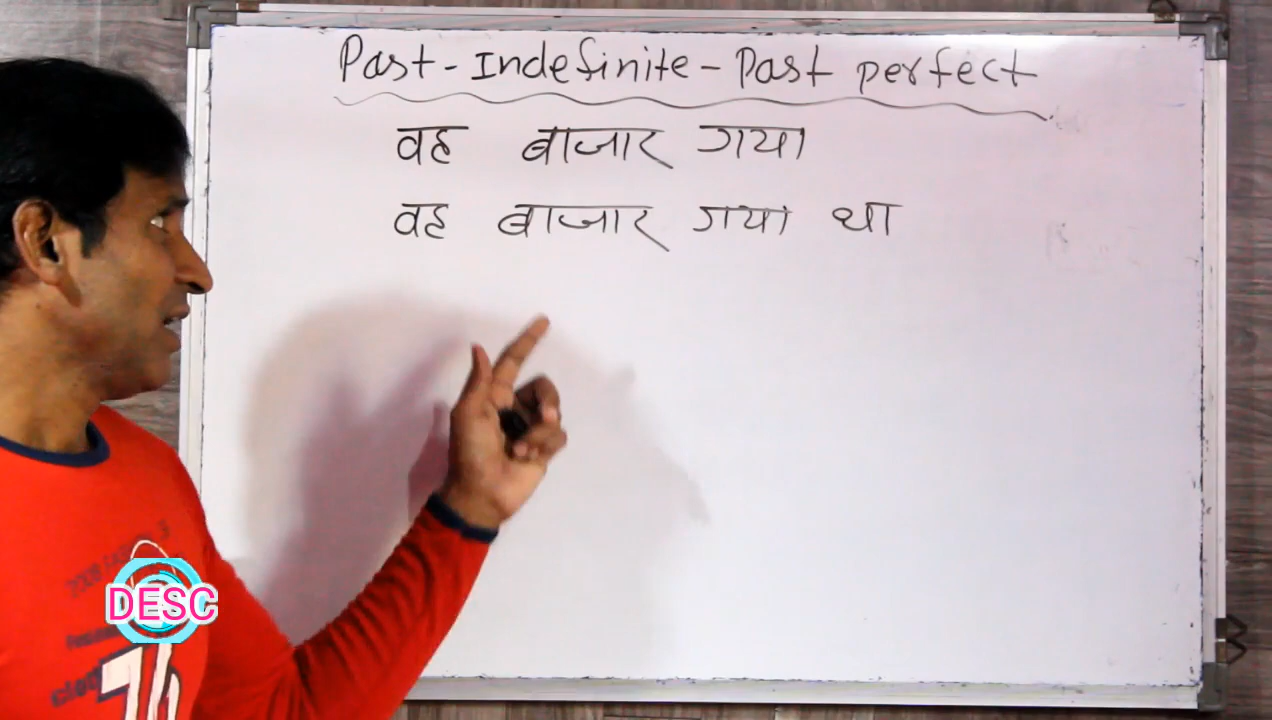 Past-Indefinite-Past perfect
वह बाजार गया
वह बाजार गया था
DESC